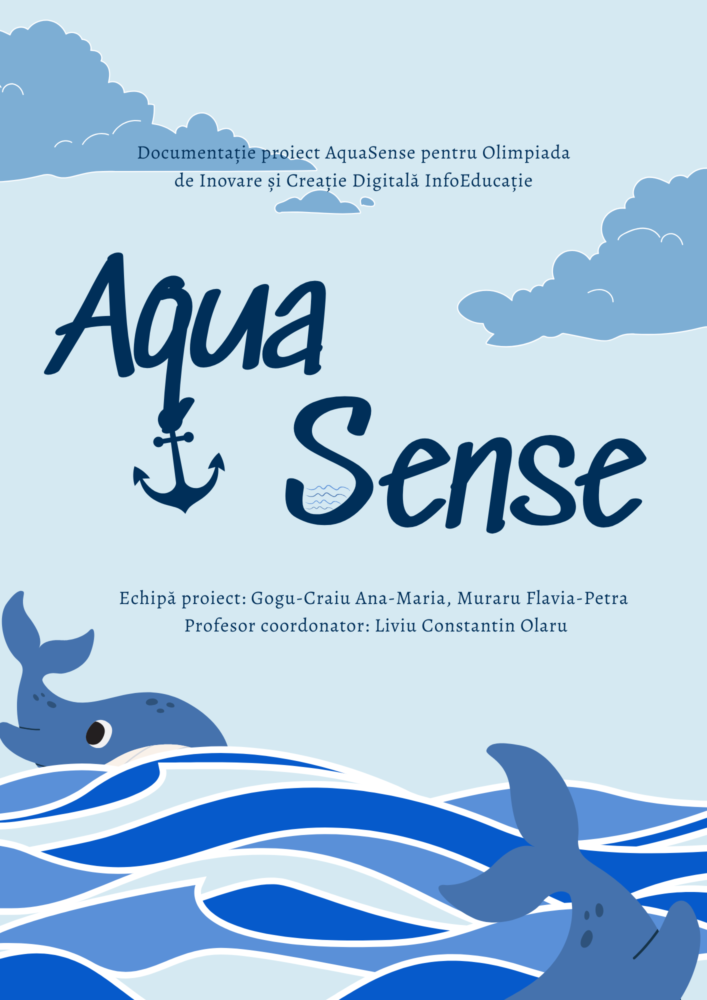 Documentație proiect AquaSense pentru Olimpiada
de Inovare și Creație Digitală InfoEducație
Aqua
Sense
Echipă proiect: Gogu-Craiu Ana-Maria, Muraru Flavia-Petra
Profesor coordonator: Liviu Constantin Olaru